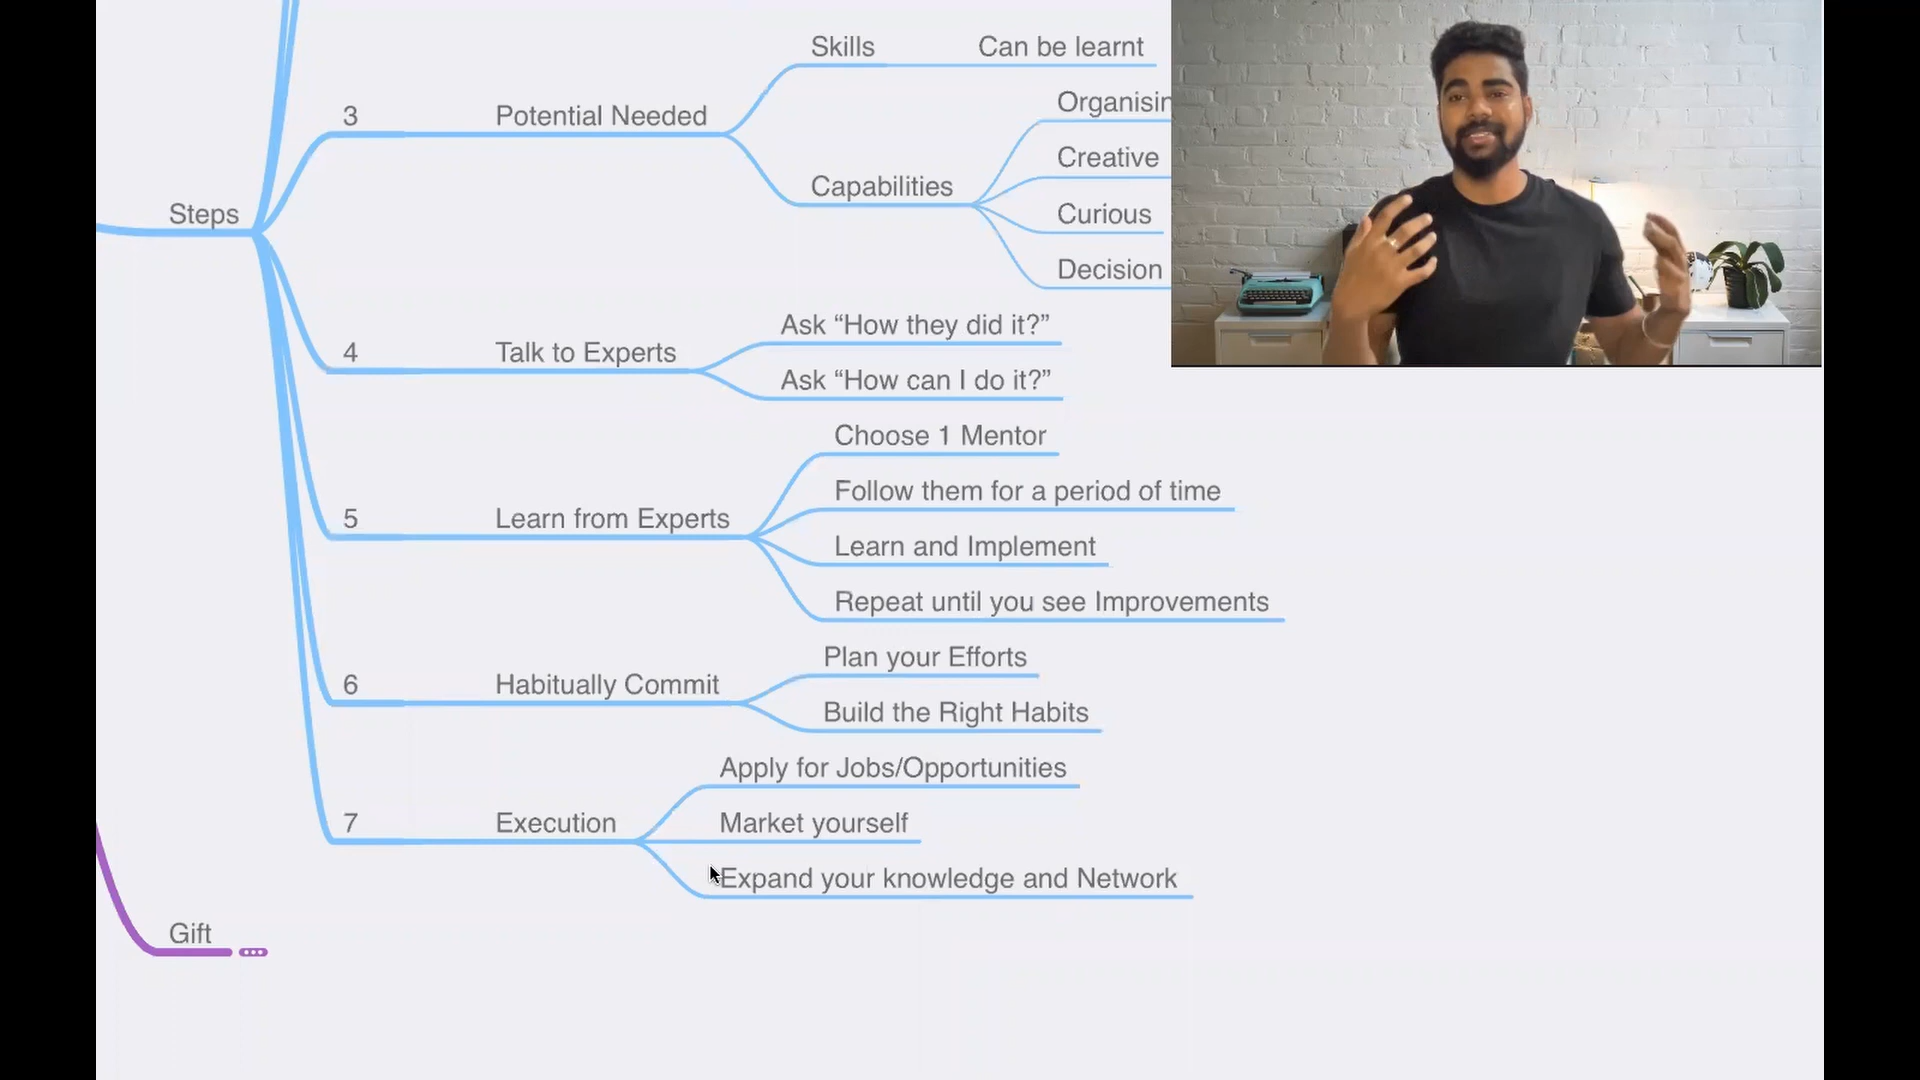 Steps
3
Potential Needed
Skills
Can be learnt
Capabilities
Creative
Curious
Decision
4
Talk to Experts
Ask “How they did it?”
Ask “How can I do it?”
5
Learn from Experts
Choose 1 Mentor
Follow them for a period of time
Learn and Implement
Repeat until you see Improvements
6
Habitually Commit
Plan your Efforts
Build the Right Habits
7
Execution
Apply for Jobs/Opportunities
Market yourself
Expand your knowledge and Network
Gift